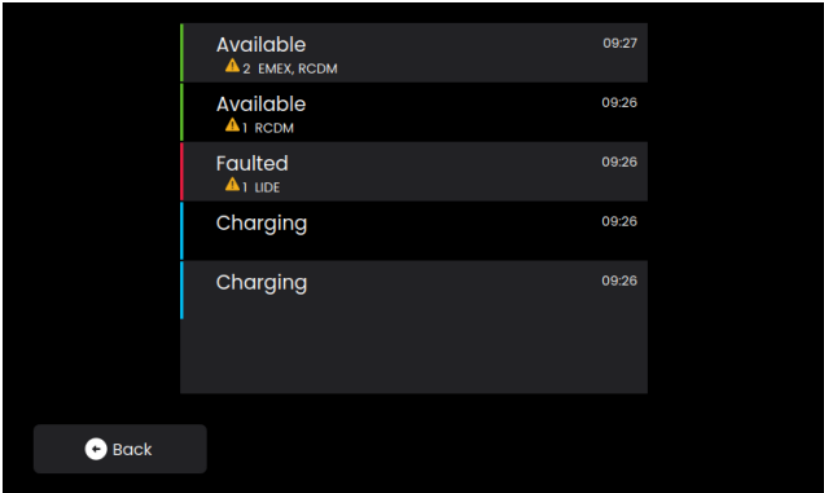 Available 09:27
2 EMEX, RCDM
Available 09:26
1 RCDM
Faulted 09:26
1 LIDE
Charging 09:26
Charging 09:26
Back